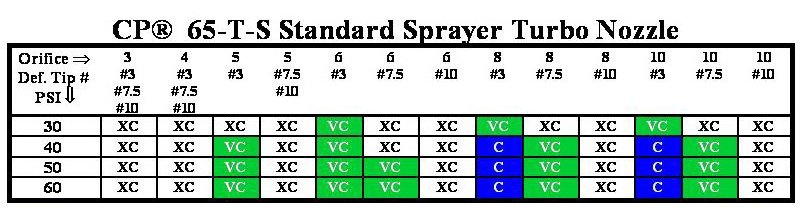 CP® 65-T-S Standard Sprayer Turbo Nozzle
Orifice ⇒ 3 4 5 5 6 6 6 8 8 8 10 10 10
Def. Tip # #3 #3 #3 #7.5 #3 #7.5 #10 #3 #7.5 #10 #3 #7.5 #10
PSI ⇓ #7.5 #7.5 #10
#10 #10
30 XC XC XC XC VC XC XC VC XC XC VC XC XC
40 XC XC VC XC VC VC XC C VC XC C VC XC
50 XC XC VC XC VC VC XC C VC XC C VC XC
60 XC XC VC XC VC VC XC C VC XC C VC XC